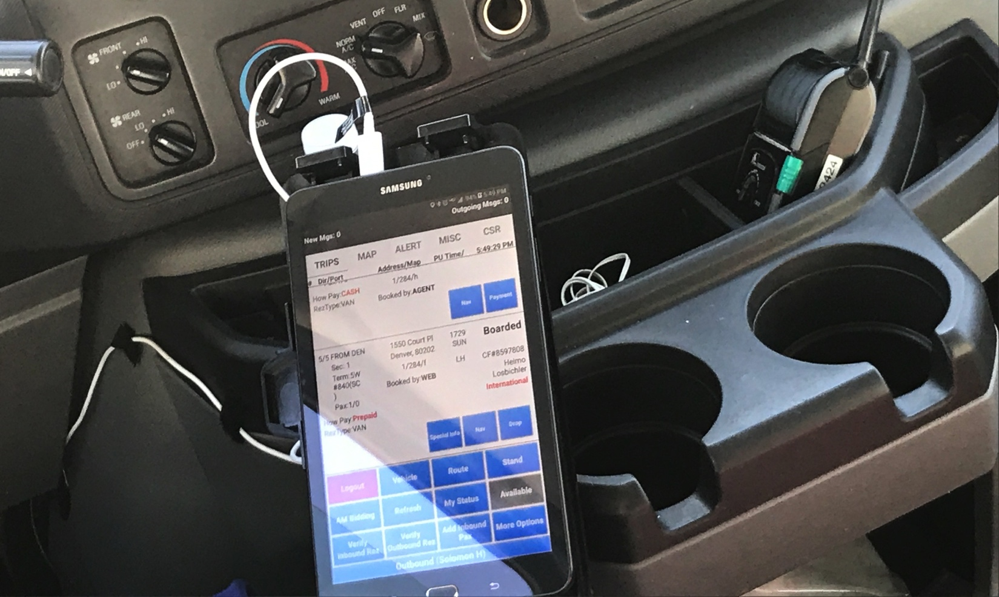 N/OFF
FRONT
HI
LO
REAR
HI
LO
OFF
WARM
NORM
A/C
VENT
OFF
FLR
MIX
0424
SAMSUNG
94% 5:49 PM
New Mgs: 0
Outgoing Msgs: 0
TRIPS MAP ALERT MISC CSR
Dir/Port Address/Map PU Time/ 5:49:29 PM
1/284/h
How Pay:CASH Booked by:AGENT
RezType:VAN
Nav Payment
5/5 FROM DEN 1550 Court Pl 1729 Boarded
Sec: 1 Denver, 80202 SUN
Term:SW 1/284/f LH CF#8597808
#840(SC Booked by:WEB Heimo
) Losbichler
Pax:1/0 International
How Pay:Prepaid
RezType:VAN
Special Info Nav Drop
Logout Vehicle Route Stand
AM Bidding Refresh My Status Available
Verify Inbound Rez Verify Outbound Res Add Inbound Pax More Options
Outbound (Solomon H)